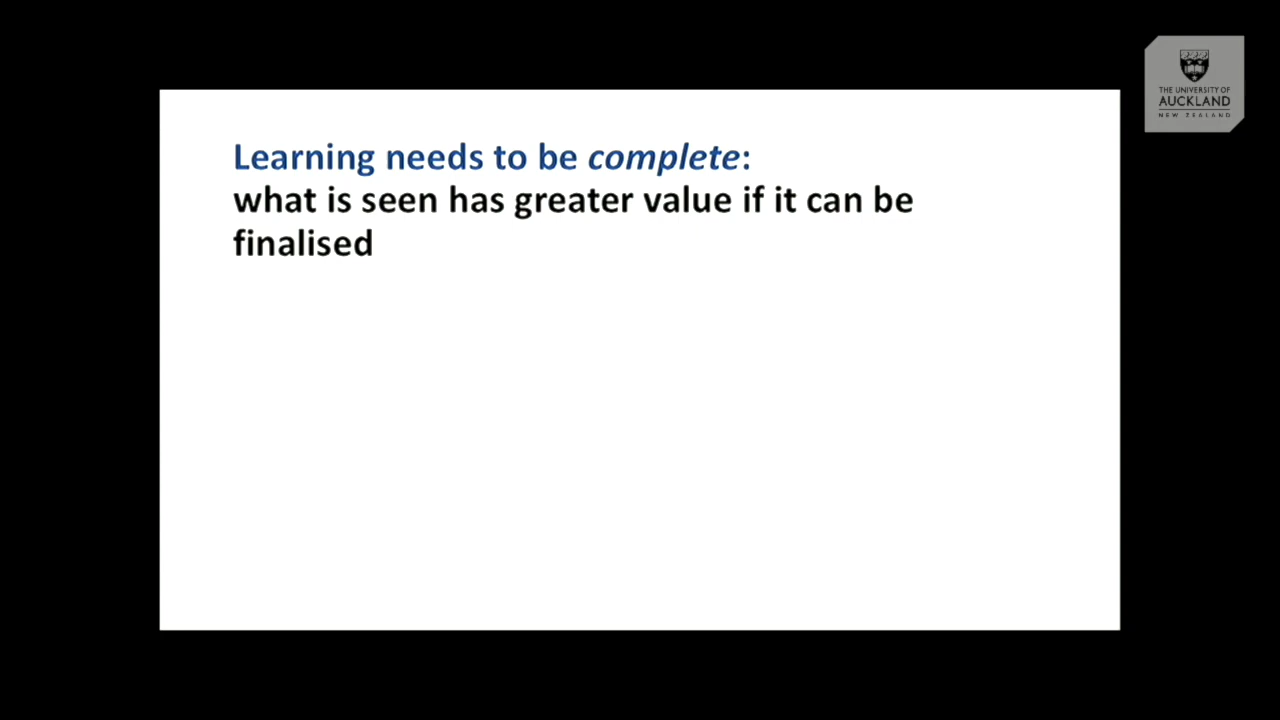 THE UNIVERSITY OF
AUCKLAND
NEW ZEALAND
Learning needs to be complete:
what is seen has greater value if it can be
finalised